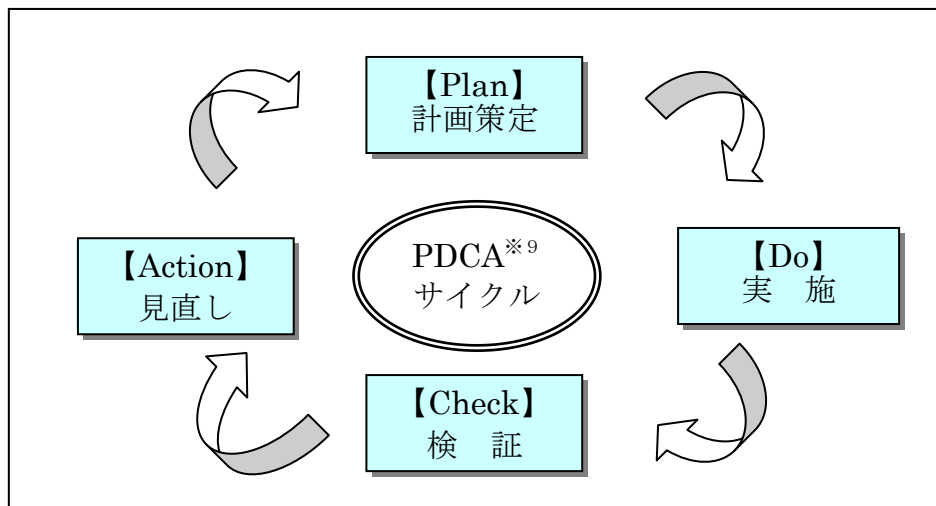 【Plan】
計画策定
【Action】
見直し
PDCA※9
サイクル
【Do】
実　施
【Check】
検　証